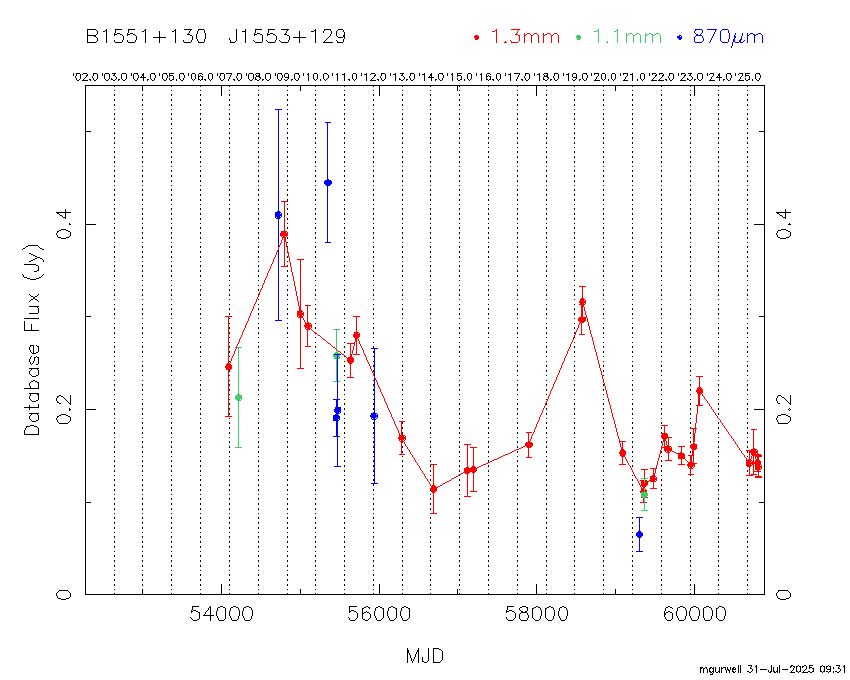 B1551+130 J1553+129 1.3mm 1.1mm 870μm
'02.0 '03.0 '04.0 '05.0 '06.0 '07.0 '08.0 '09.0 '10.0 '11.0 '12.0 '13.0 '14.0 '15.0 '16.0 '17.0 '18.0 '19.0 '20.0 '21.0 '22.0 '23.0 '24.0 '25.0
0.4 0.4
Database Flux (Jy)
0.2 0.2
0 0
54000 56000 58000 60000
MJD
mgurwell 31-Jul-2025 09:31